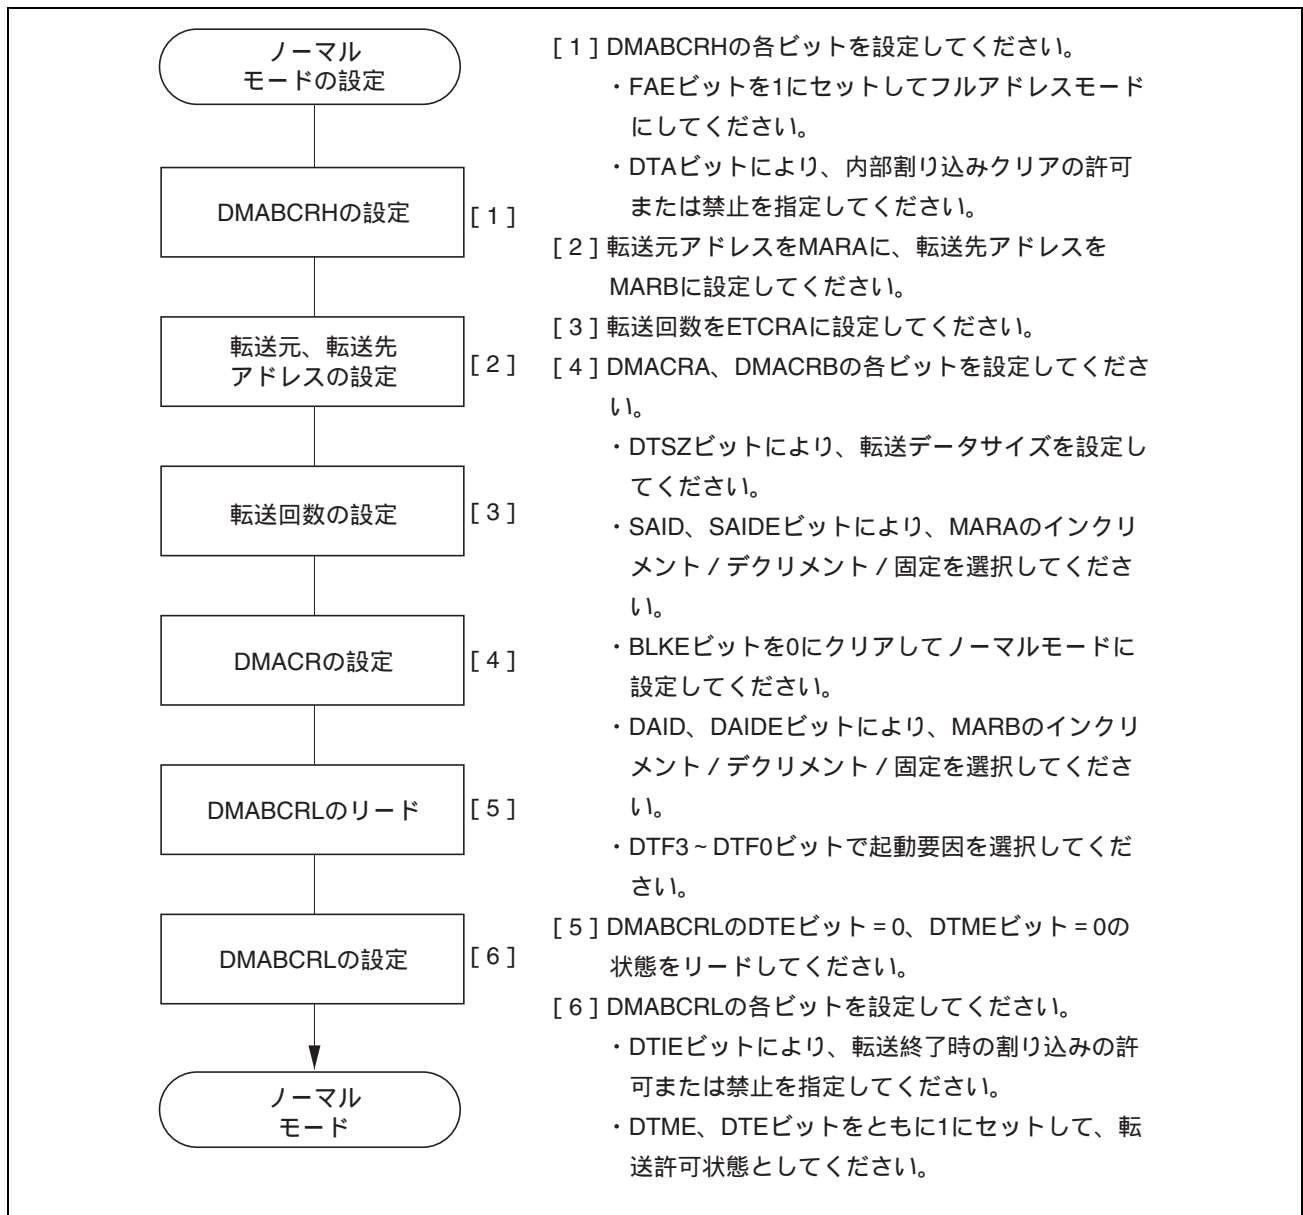 ノーマル
モードの設定
DMABCRHの設定
[ 1 ]
転送元、転送先
アドレスの設定
[ 2 ]
転送回数の設定
[ 3 ]
DMACRの設定
[ 4 ]
DMABCRLのリード
[ 5 ]
DMABCRLの設定
[ 6 ]
ノーマル
モード
[ 1 ] DMABCRHの各ビットを設定してください。
・FAEビットを1にセットしてフルアドレスモード
にしてください。
・DTAビットにより、内部割り込みクリアの許可
または禁止を指定してください。
[ 2 ] 転送元アドレスをMARAに、転送先アドレスを
MARBに設定してください。
[ 3 ] 転送回数をETCRAに設定してください。
[ 4 ] DMACRA、DMACRBの各ビットを設定してくださ
い。
・DTSZビットにより、転送データサイズを設定し
てください。
・SAID、SAIDEビットにより、MARAのインクリ
メント / デクリメント / 固定を選択してくださ
い。
・BLKEビットを0にクリアしてノーマルモードに
設定してください。
・DAID、DAIDEビットにより、MARBのインクリ
メント / デクリメント / 固定を選択してくださ
い。
・DTF3~DTF0ビットで起動要因を選択してくだ
さい。
[ 5 ] DMABCRLのDTEビット = 0、DTMEビット = 0の
状態をリードしてください。
[ 6 ] DMABCRLの各ビットを設定してください。
・DTIEビットにより、転送終了時の割り込みの許
可または禁止を指定してください。
・DTME、DTEビットをともに1にセットして、転
送許可状態としてください。